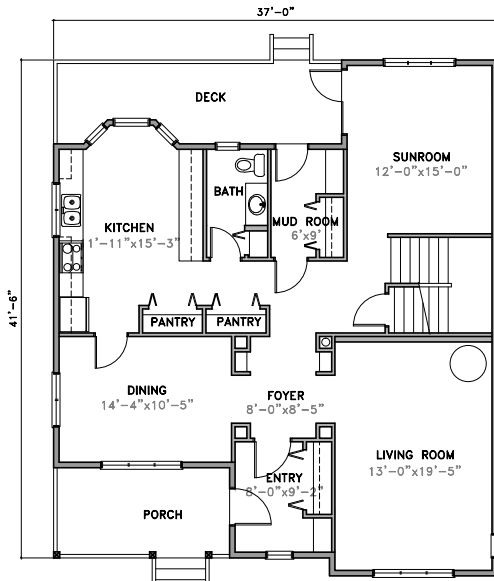 37'-0"
DECK
SUNROOM
12'-0"x15'-0"
BATH
MUD ROOM
6'x9'
KITCHEN
1'-11"x15'-3"
41'-6"
PANTRY
PANTRY
DINING
14'-4"x10'-5"
FOYER
8'-0"x8'-5"
LIVING ROOM
13'-0"x19'-5"
ENTRY
8'-0"x9'-2"
PORCH